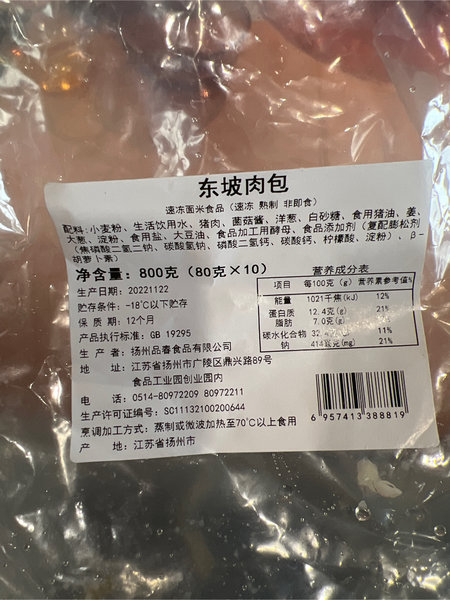 东坡肉包
速冻面米食品（速冻 熟制 非即食）
配料:小麦粉、生活饮用水、猪肉、菌菇酱、洋葱、白砂糖、食用猪油、姜、
大葱、淀粉、食用盐、大豆油、食品加工用酵母、食品添加剂（复配膨松剂
（焦磷酸二氢二钠、碳酸氢钠、磷酸二氢钙、碳酸钙、柠檬酸、淀粉）、β-
胡萝卜素）
净含量：800克（80克×10）
生产日期：20221122
贮存条件：-18℃以下贮存
保 质 期：12个月
产品执行标准：GB 19295
生 产 商：扬州品春食品有限公司
地 址：江苏省扬州市广陵区鼎兴路89号
食品工业园创业园内
电 话：0514-80972209 80972211
生产许可证编号：SC11132100200644
烹调加工方式：蒸制或微波加热至70℃以上食用
产 地：江苏省扬州市
营养成分表
项目 每100克（g） 营养素参考值%
能量 1021千焦(kJ) 12%
蛋白质 12.4克(g) 21%
脂肪 7.0克(g)
碳水化合物 11%
钠 414毫克(mg) 21%
6957413388819